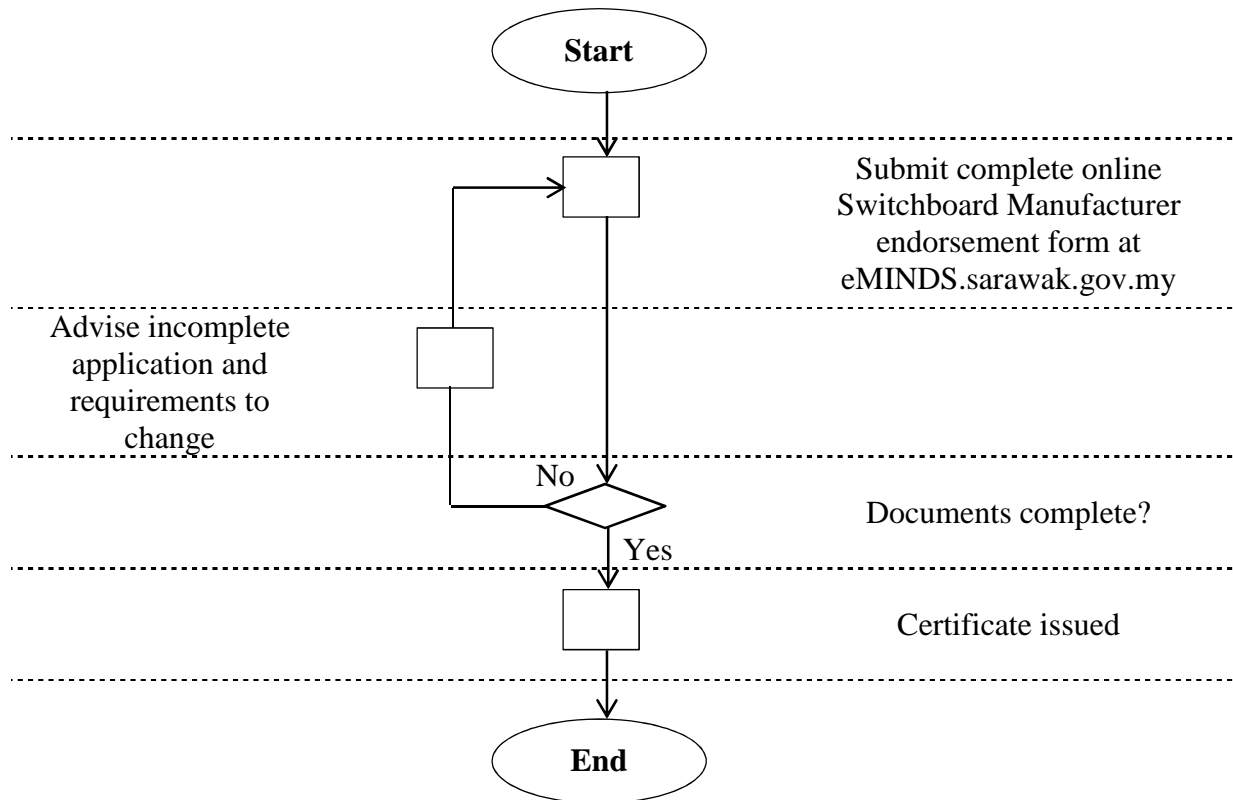 Start
Submit complete online
Switchboard Manufacturer
endorsement form at
eMINDS.sarawak.gov.my
Advise incomplete
application and
requirements to
change
No
Documents complete?
Yes
Certificate issued
End